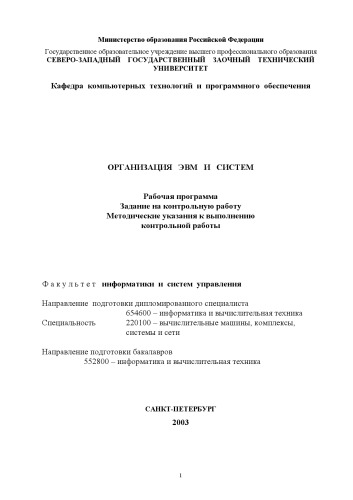 Министерство образования Российской Федерации
Государственное образовательное учреждение высшего профессионального образования
СЕВЕРО-ЗАПАДНЫЙ ГОСУДАРСТВЕННЫЙ ЗАОЧНЫЙ ТЕХНИЧЕСКИЙ
УНИВЕРСИТЕТ
Кафедра компьютерных технологий и программного обеспечения
ОРГАНИЗАЦИЯ ЭВМ И СИСТЕМ
Рабочая программа
Задание на контрольную работу
Методические указания к выполнению
контрольной работы
Факультет информатики и систем управления
Направление подготовки дипломированного специалиста
654600 – информатика и вычислительная техника
Специальность 220100 – вычислительные машины, комплексы,
системы и сети
Направление подготовки бакалавров
552800 – информатика и вычислительная техника
САНКТ-ПЕТЕРБУРГ
2003
1